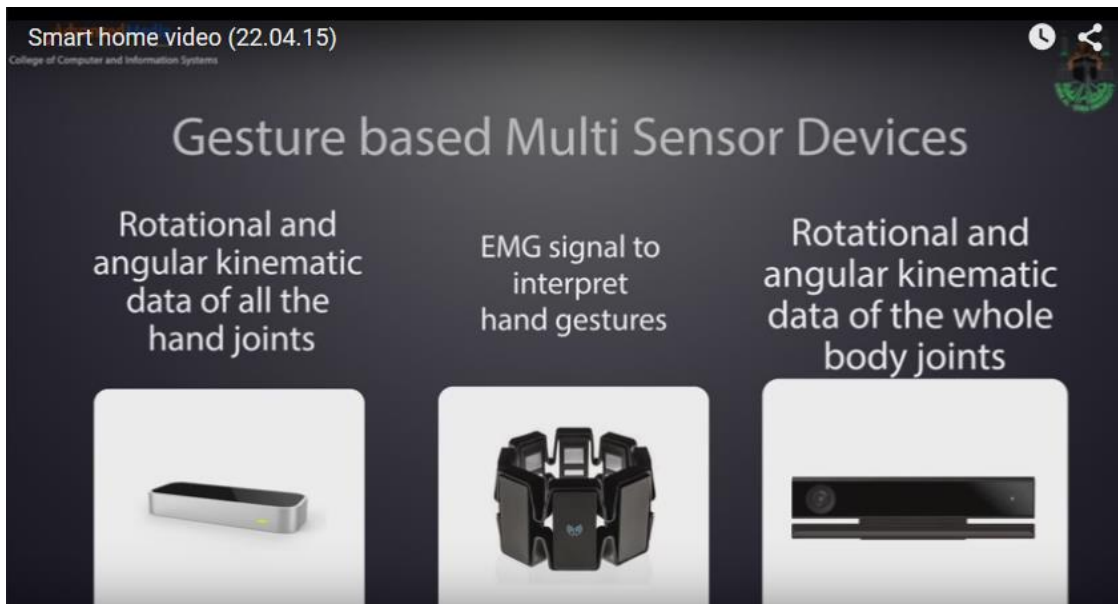 Smart home video (22.04.15)
College of Computer and Information Systems
Gesture based Multi Sensor Devices
Rotational and
angular kinematic
data of all the
hand joints
EMG signal to
interpret
hand gestures
Rotational and
angular kinematic
data of the whole
body joints